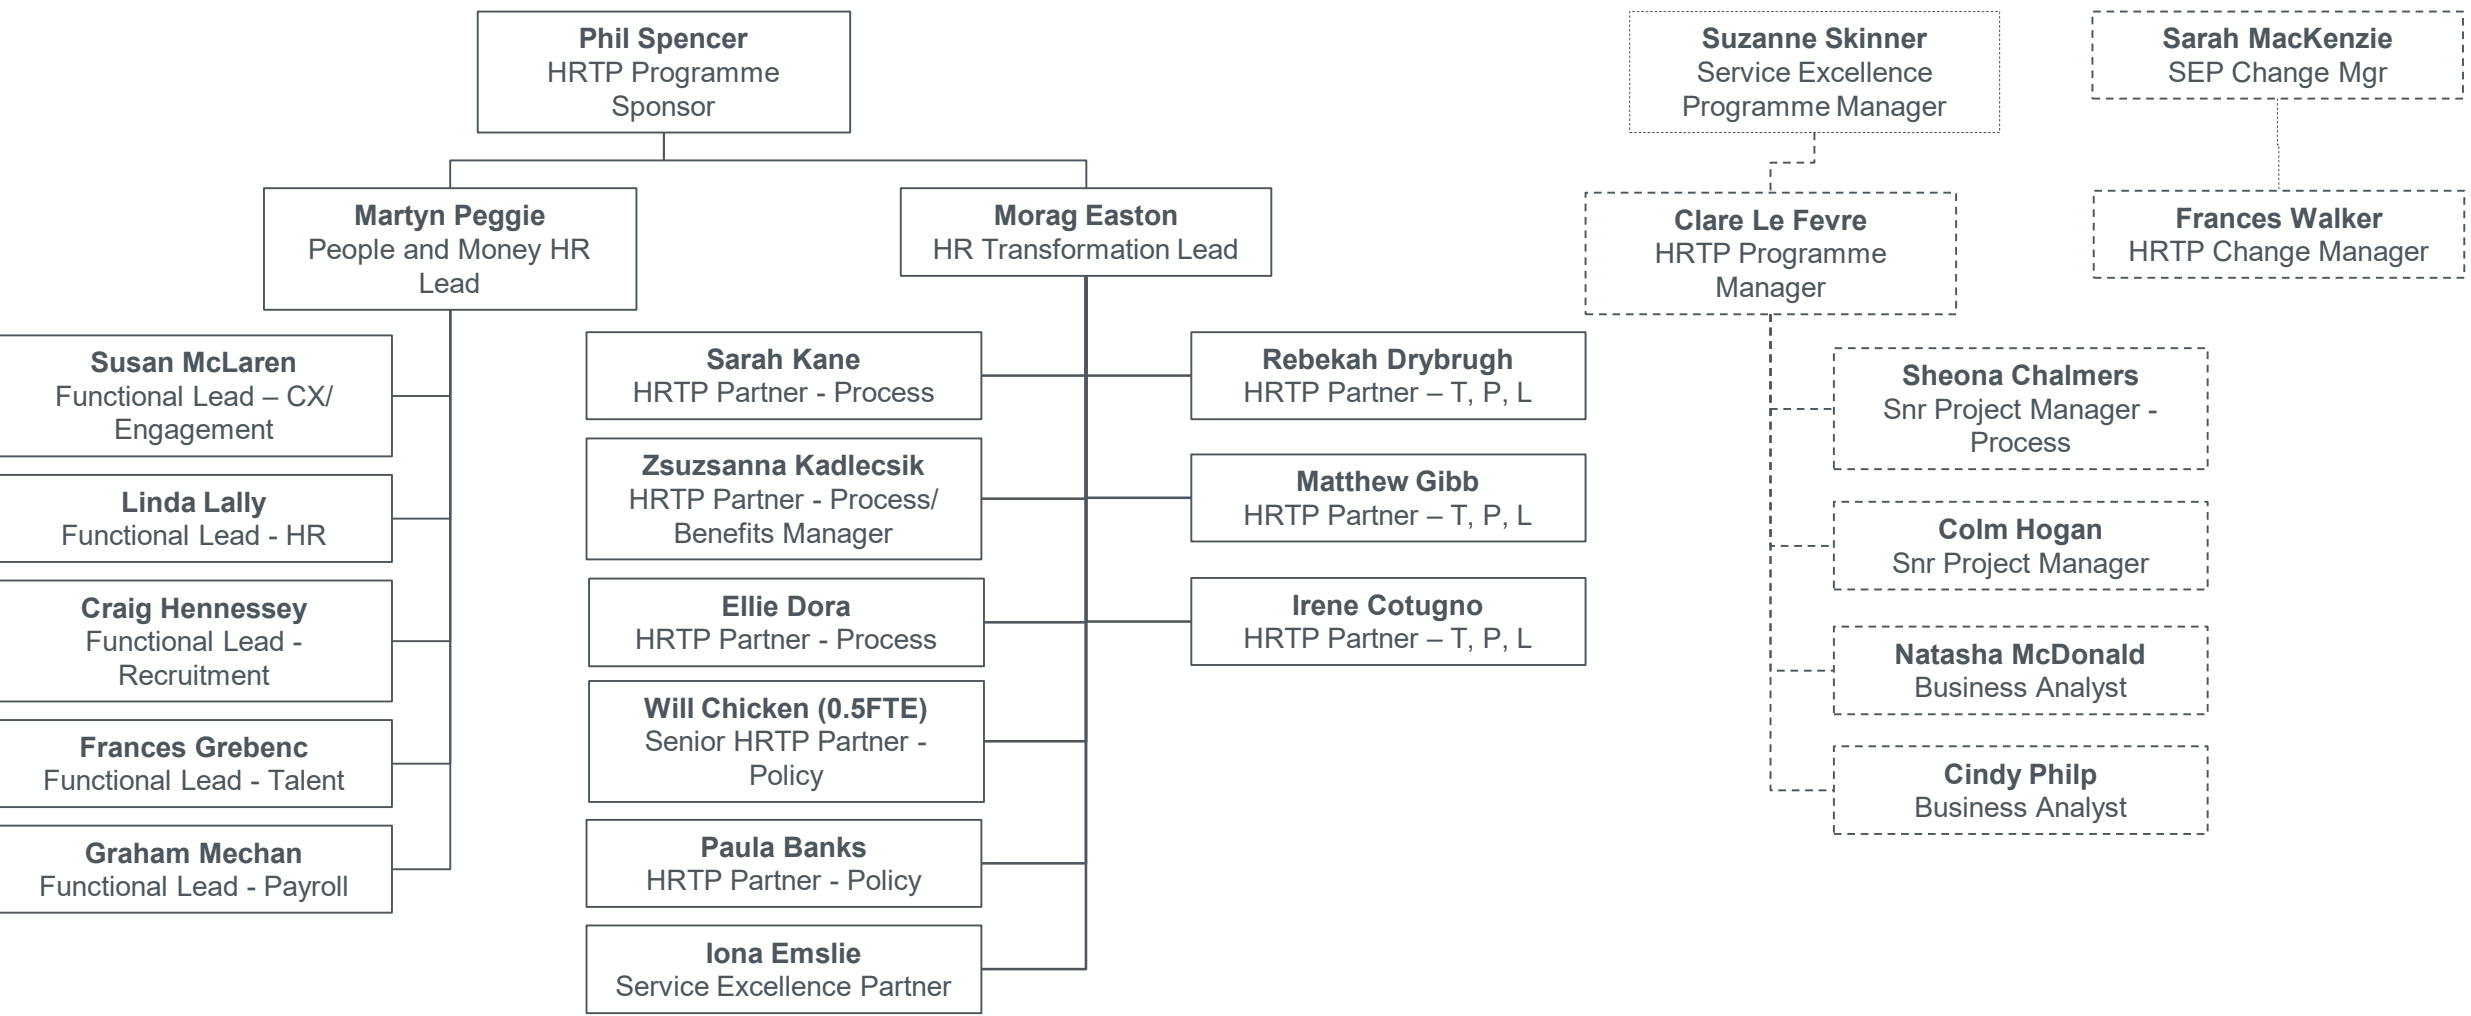 Phil Spencer
HRTP Programme
Sponsor
Suzanne Skinner
Service Excellence
Programme Manager
Sarah MacKenzie
SEP Change Mgr
Martyn Peggie
People and Money HR
Lead
Morag Easton
HR Transformation Lead
Clare Le Fevre
HRTP Programme
Manager
Frances Walker
HRTP Change Manager
Susan McLaren
Functional Lead – CX/
Engagement
Linda Lally
Functional Lead - HR
Craig Hennessey
Functional Lead -
Recruitment
Frances Grebenc
Functional Lead - Talent
Graham Mechan
Functional Lead - Payroll
Sarah Kane
HRTP Partner - Process
Zsuzsanna Kadlecsik
HRTP Partner - Process/
Benefits Manager
Ellie Dora
HRTP Partner - Process
Will Chicken (0.5FTE)
Senior HRTP Partner -
Policy
Paula Banks
HRTP Partner - Policy
Iona Emslie
Service Excellence Partner
Rebekah Drybrugh
HRTP Partner – T, P, L
Matthew Gibb
HRTP Partner – T, P, L
Irene Cotugno
HRTP Partner – T, P, L
Sheona Chalmers
Snr Project Manager -
Process
Colm Hogan
Snr Project Manager
Natasha McDonald
Business Analyst
Cindy Philp
Business Analyst